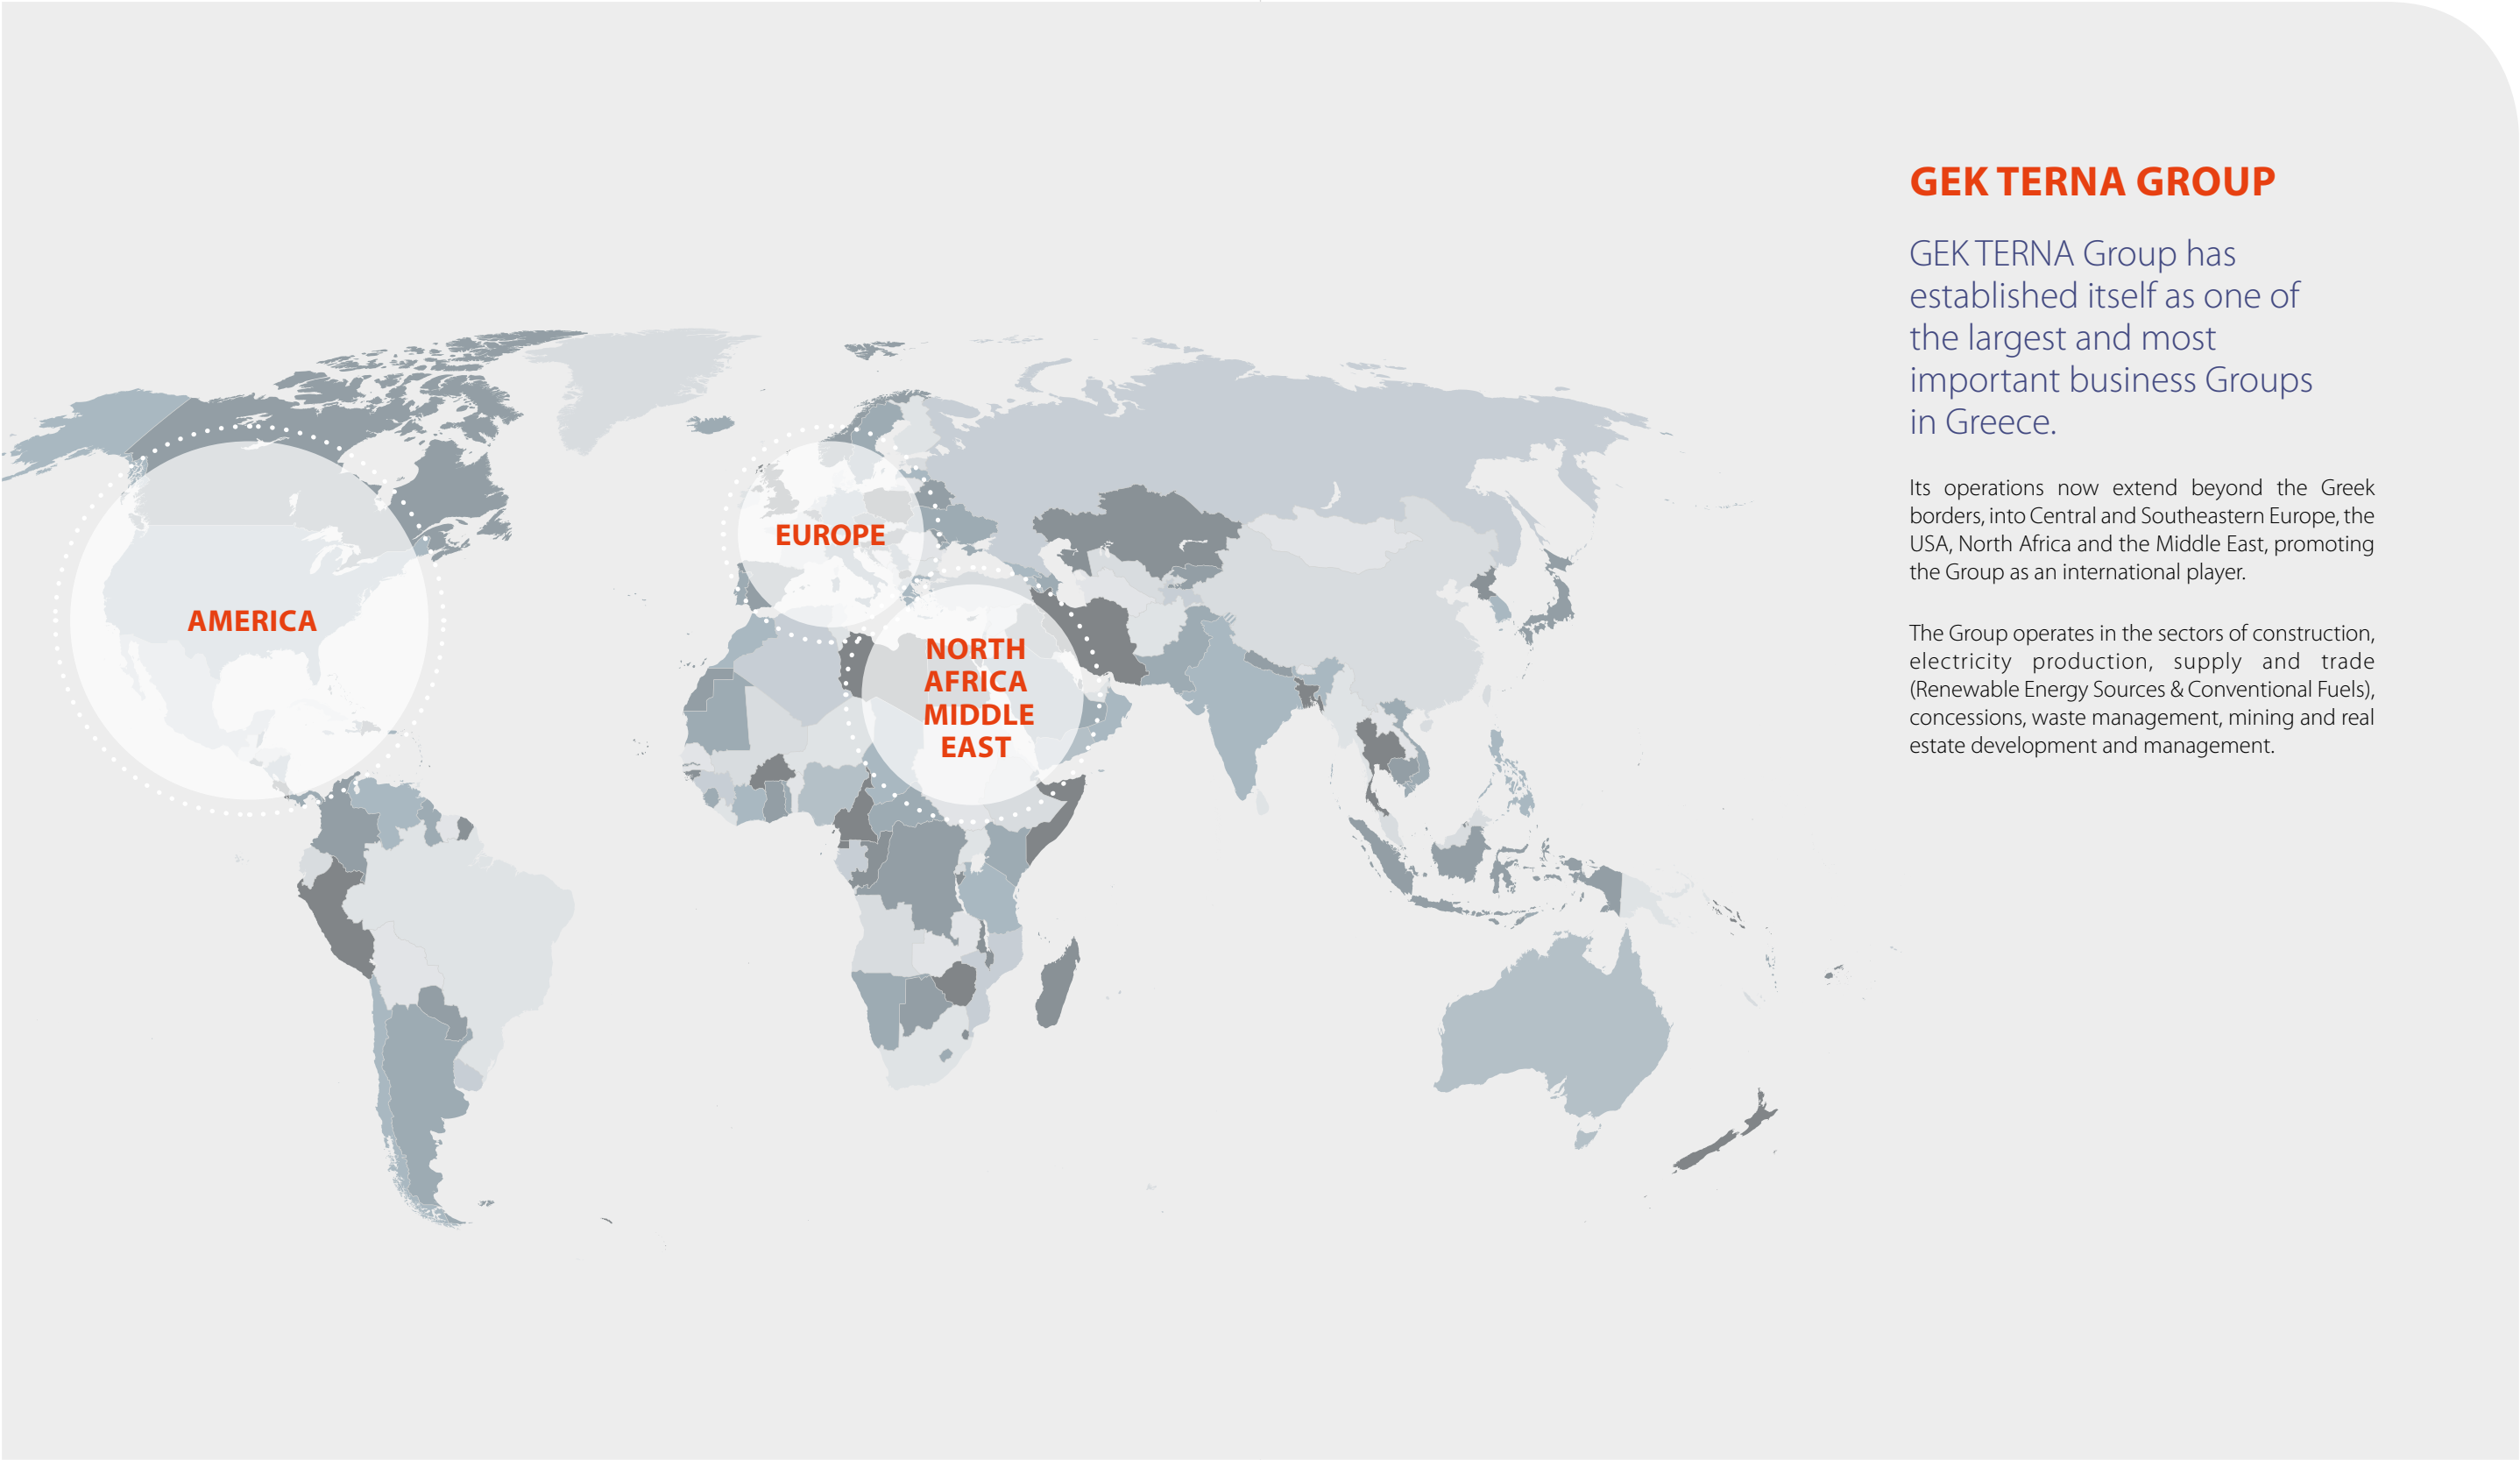 GEK TERNA GROUP
GEK TERNA Group has
established itself as one of
the largest and most
important business Groups
in Greece.
Its operations now extend beyond the Greek
borders, into Central and Southeastern Europe, the
USA, North Africa and the Middle East, promoting
the Group as an international player.
The Group operates in the sectors of construction,
electricity production, supply and trade
(Renewable Energy Sources & Conventional Fuels),
concessions, waste management, mining and real
estate development and management.
EUROPE
AMERICA
NORTH
AFRICA
MIDDLE
EAST